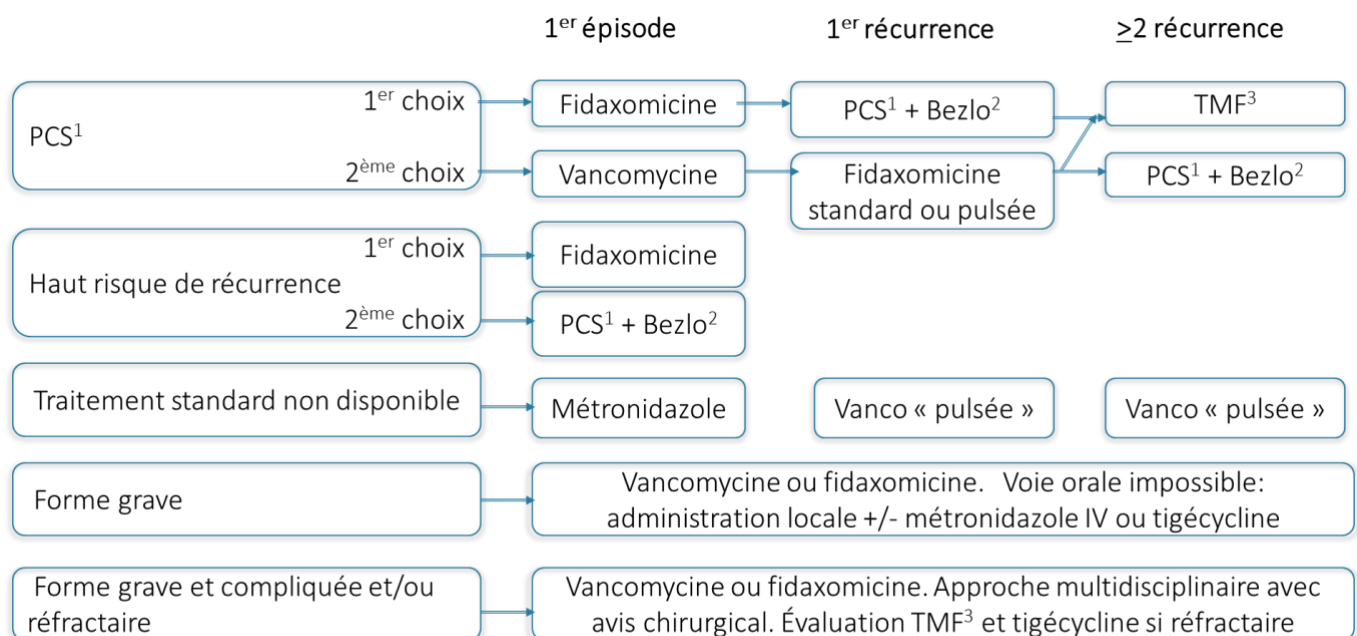 1er épisode
1er récurrence
≥2 récurrence
PCS1
1er choix
2ème choix
Fidaxomicine
PCS1 + Bezlo2
TMF3
Vancomycine
Fidaxomicine
standard ou pulsée
PCS1 + Bezlo2
Haut risque de récurrence
1er choix
2ème choix
Fidaxomicine
PCS1 + Bezlo2
Traitement standard non disponible
Métronidazole
Vanco « pulsée »
Vanco « pulsée »
Forme grave
Vancomycine ou fidaxomicine. Voie orale impossible:
administration locale +/- métronidazole IV ou tigécycline
Forme grave et compliquée et/ou
réfractaire
Vancomycine ou fidaxomicine. Approche multidisciplinaire avec
avis chirurgical. Évaluation TMF3 et tigécycline si réfractaire